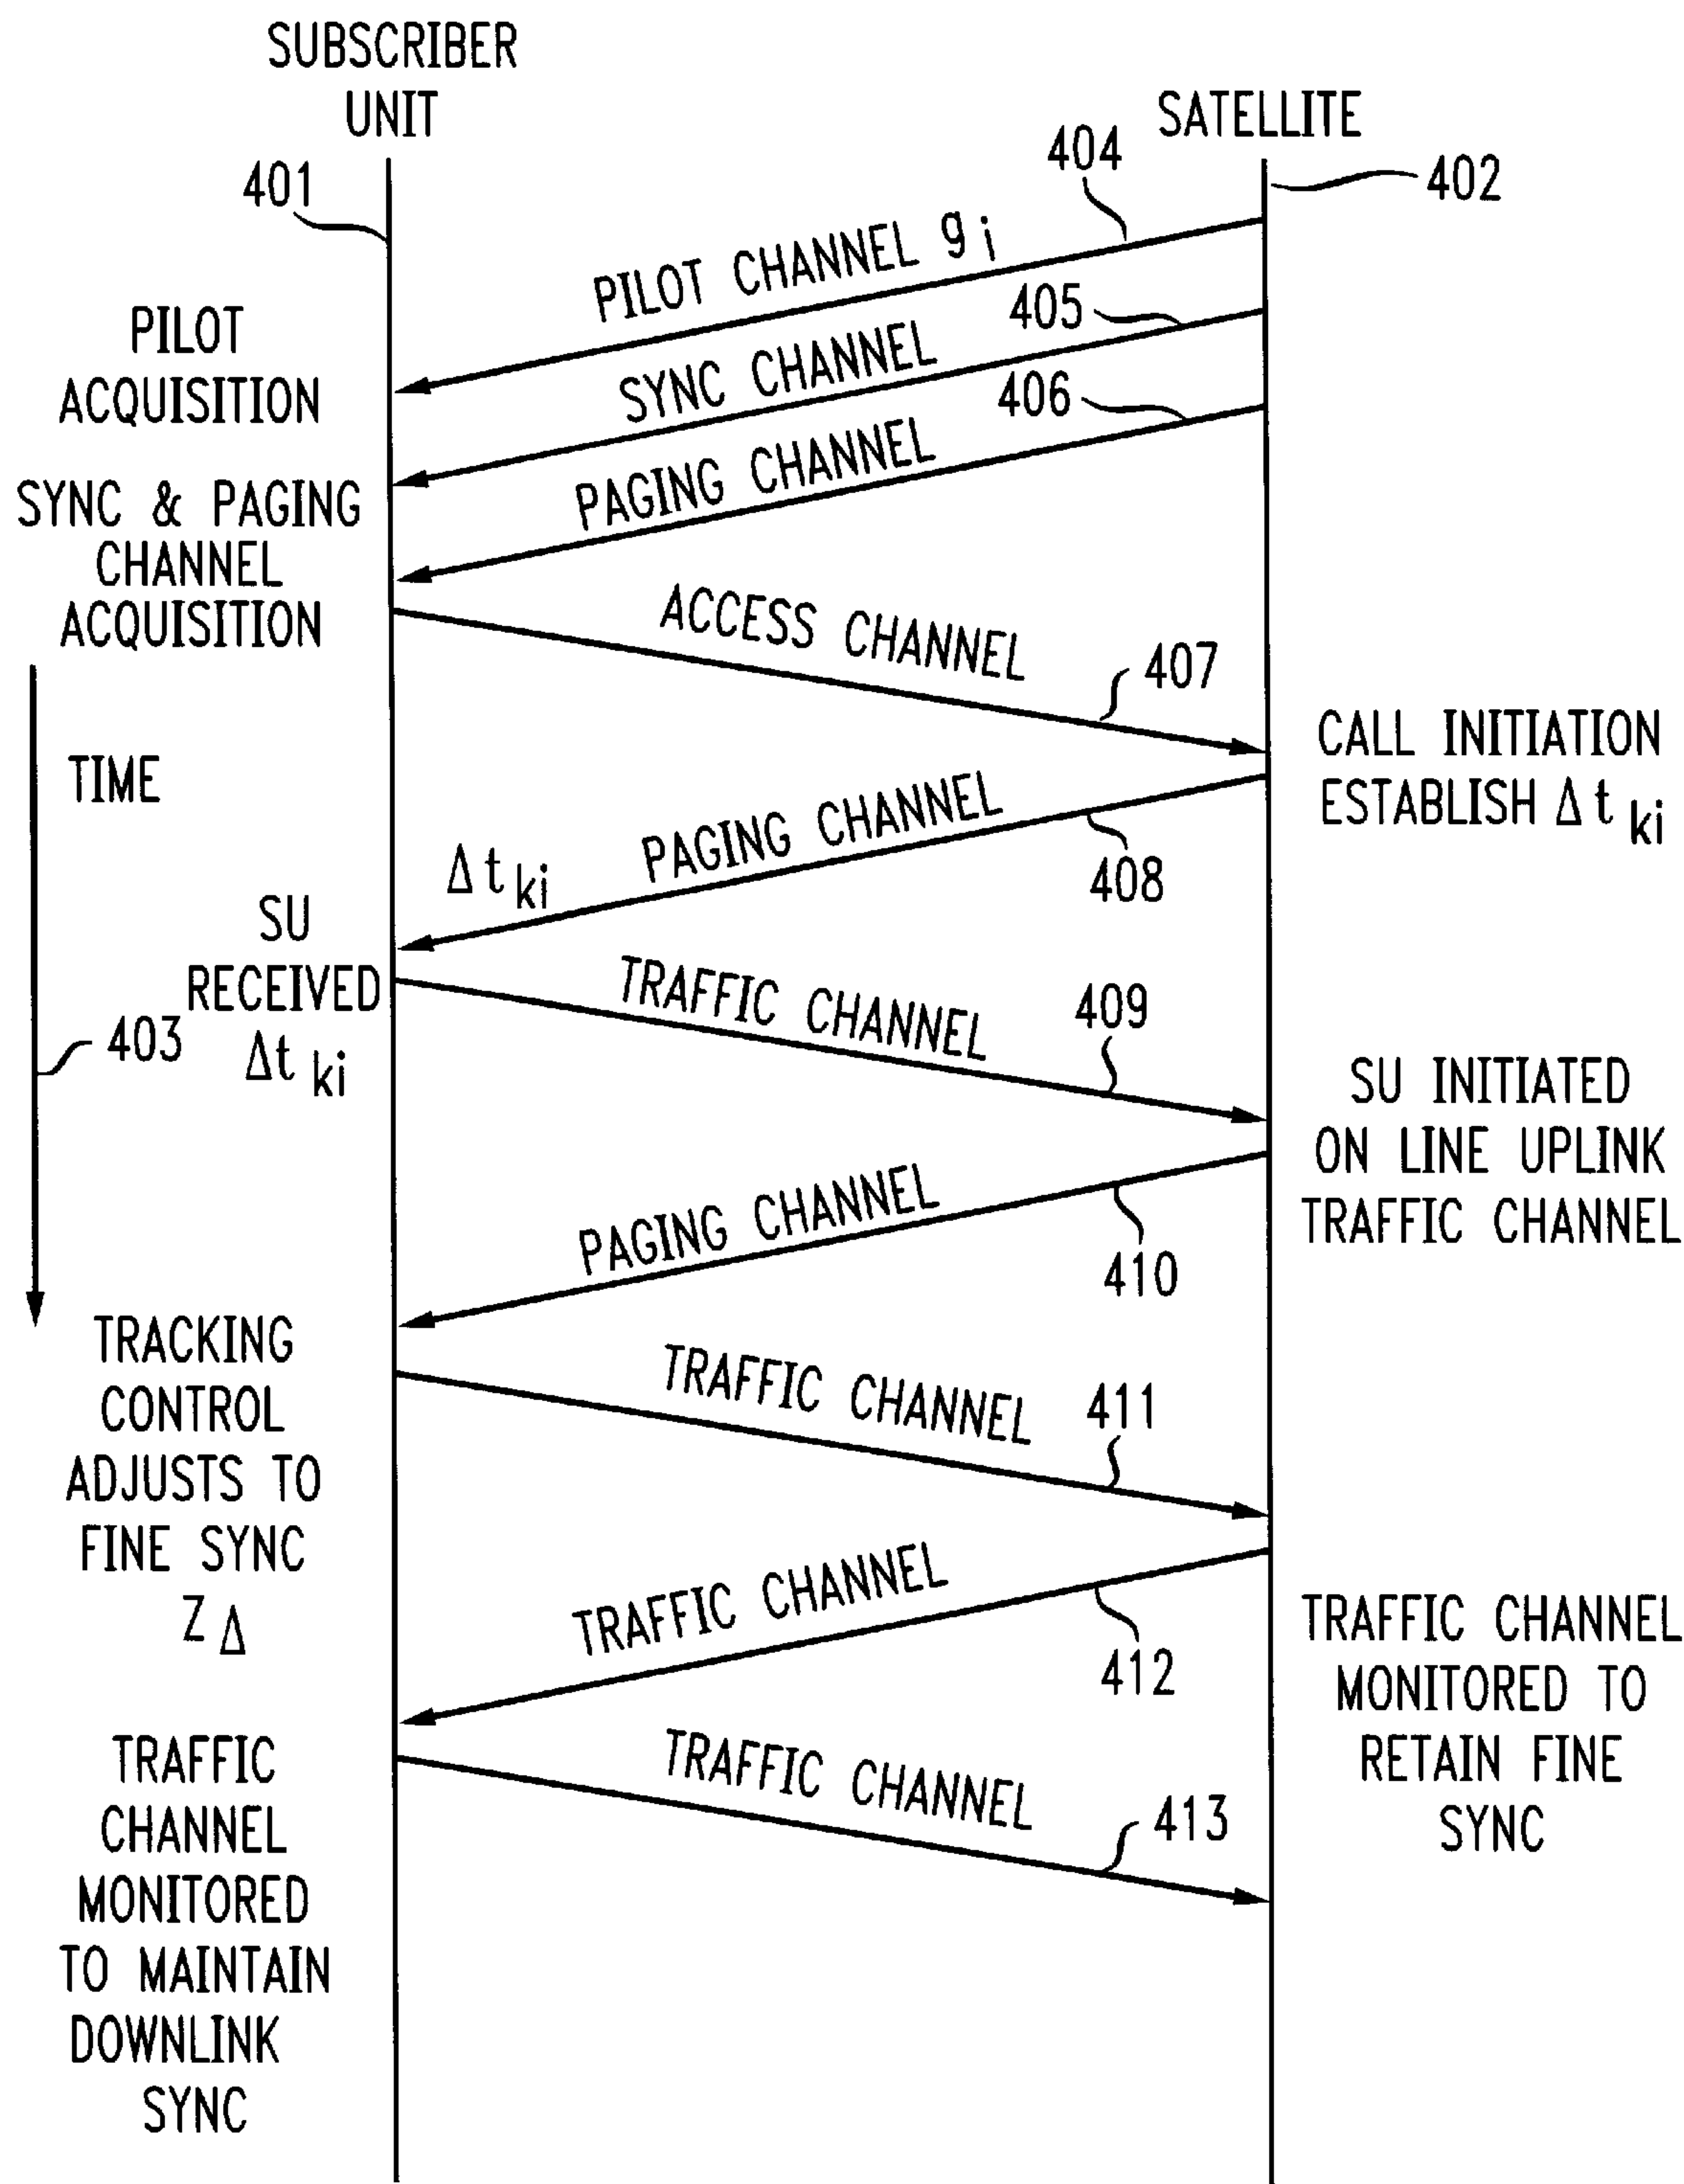 SUBSCRIBER
UNIT
SATELLITE
401
404
402
PILOT CHANNEL g i
405
PILOT
ACQUISITION
SYNC CHANNEL
406
PAGING CHANNEL
SYNC & PAGING
CHANNEL
ACQUISITION
ACCESS CHANNEL
407
CALL INITIATION
ESTABLISH Δ t ki
TIME
PAGING CHANNEL
408
Δ t ki
SU
RECEIVED
Δt ki
403
TRAFFIC CHANNEL
409
SU INITIATED
ON LINE UPLINK
TRAFFIC CHANNEL
PAGING CHANNEL
410
TRACKING
CONTROL
ADJUSTS TO
FINE SYNC
Z Δ
TRAFFIC CHANNEL
411
TRAFFIC CHANNEL
412
TRAFFIC CHANNEL
MONITORED TO
RETAIN FINE
SYNC
TRAFFIC
CHANNEL
MONITORED
TO MAINTAIN
DOWNLINK
SYNC
TRAFFIC CHANNEL
413